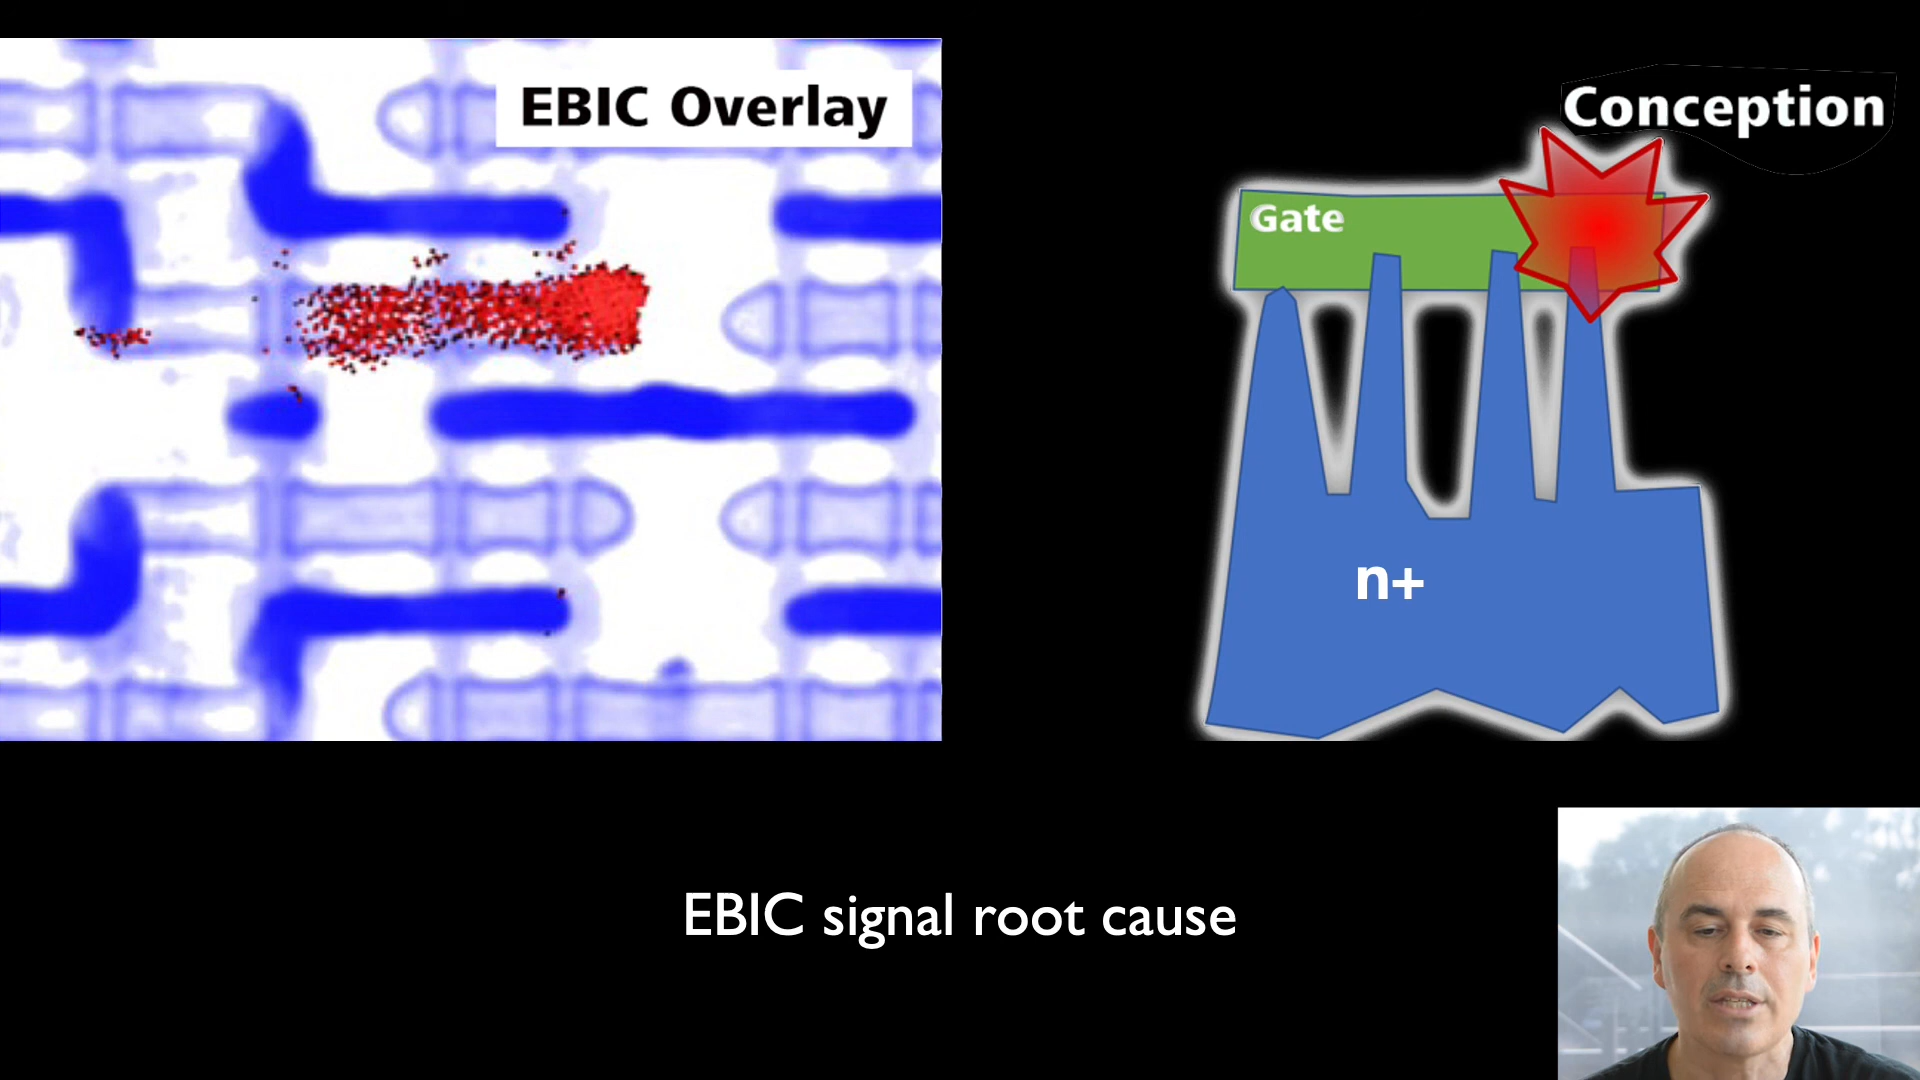 EBIC Overlay
Conception
Gate
n+
EBIC signal root cause